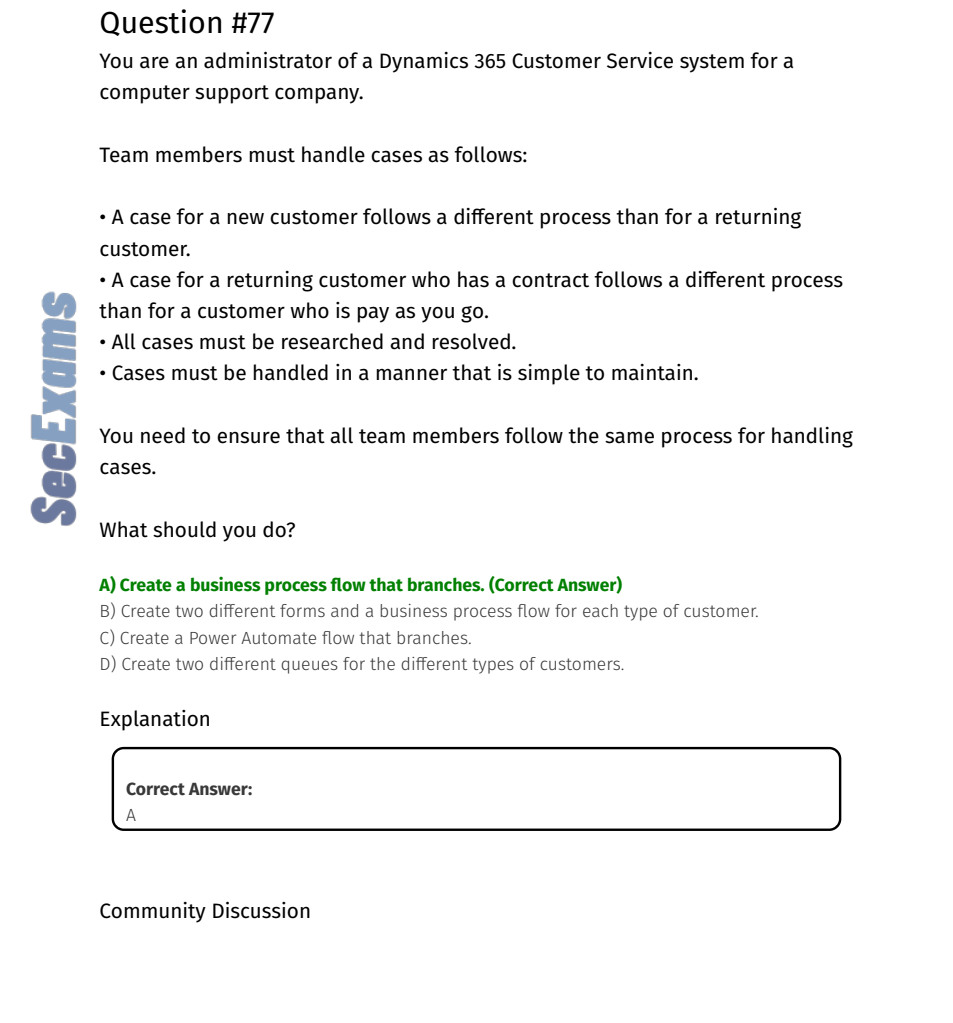 Question #77
You are an administrator of a Dynamics 365 Customer Service system for a
computer support company.
Team members must handle cases as follows:
• A case for a new customer follows a different process than for a returning
customer.
• A case for a returning customer who has a contract follows a different process
than for a customer who is pay as you go.
• All cases must be researched and resolved.
• Cases must be handled in a manner that is simple to maintain.
You need to ensure that all team members follow the same process for handling
cases.
What should you do?
A) Create a business process flow that branches. (Correct Answer)
B) Create two different forms and a business process flow for each type of customer.
C) Create a Power Automate flow that branches.
D) Create two different queues for the different types of customers.
Explanation
Correct Answer:
A
Community Discussion
SecExams